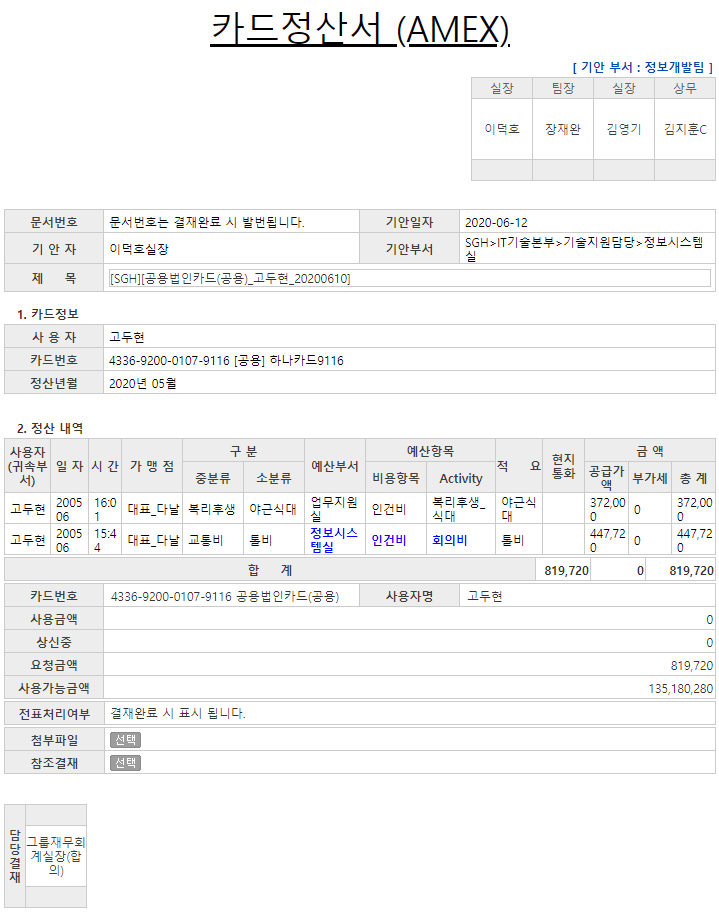 카드정산서 (AMEX)
[ 기안 부서 : 정보개발팀 ]
실장 팀장 실장 상무
이덕호 장재완 김영기 김지훈C
문서번호 문서번호는 결재완료 시 발번됩니다. 기안일자 2020-06-12
기 안 자 이덕호실장 기안부서 SGH>IT기술본부>기술지원담당>정보시스템
실
제 목 [SGH][공용법인카드(공용)_고두현_20200610]
1. 카드정보
사 용 자 고두현
카드번호 4336-9200-0107-9116 [공용] 하나카드9116
정산년월 2020년 05월
2. 정산 내역
사용자
(귀속부
서) 일 자 시 간 가 맹 점 구 분 예산부서 예산항목 적 요 현지
통화 금 액
중분류 소분류 비용항목 Activity 공급가
액 부가세 총 계
고두현 2005
06 16:0
1 대표_다날 복리후생 야근식대 업무지원
실 인건비 복리후생_
식대 야근식
대 372,00
0 0 372,00
0
고두현 2005
06 15:4
4 대표_다날 교통비 톨비 정보시스
템실 인건비 회의비 톨비 447,72
0 0 447,72
0
합 계 819,720 0 819,720
카드번호 4336-9200-0107-9116 공용법인카드(공용) 사용자명 고두현
사용금액 0
상신중 0
요청금액 819,720
사용가능금액 135,180,280
전표처리여부 결재완료 시 표시 됩니다.
첨부파일 선택
참조결재 선택
담당결재
그룹재무회
계실장(합
의)